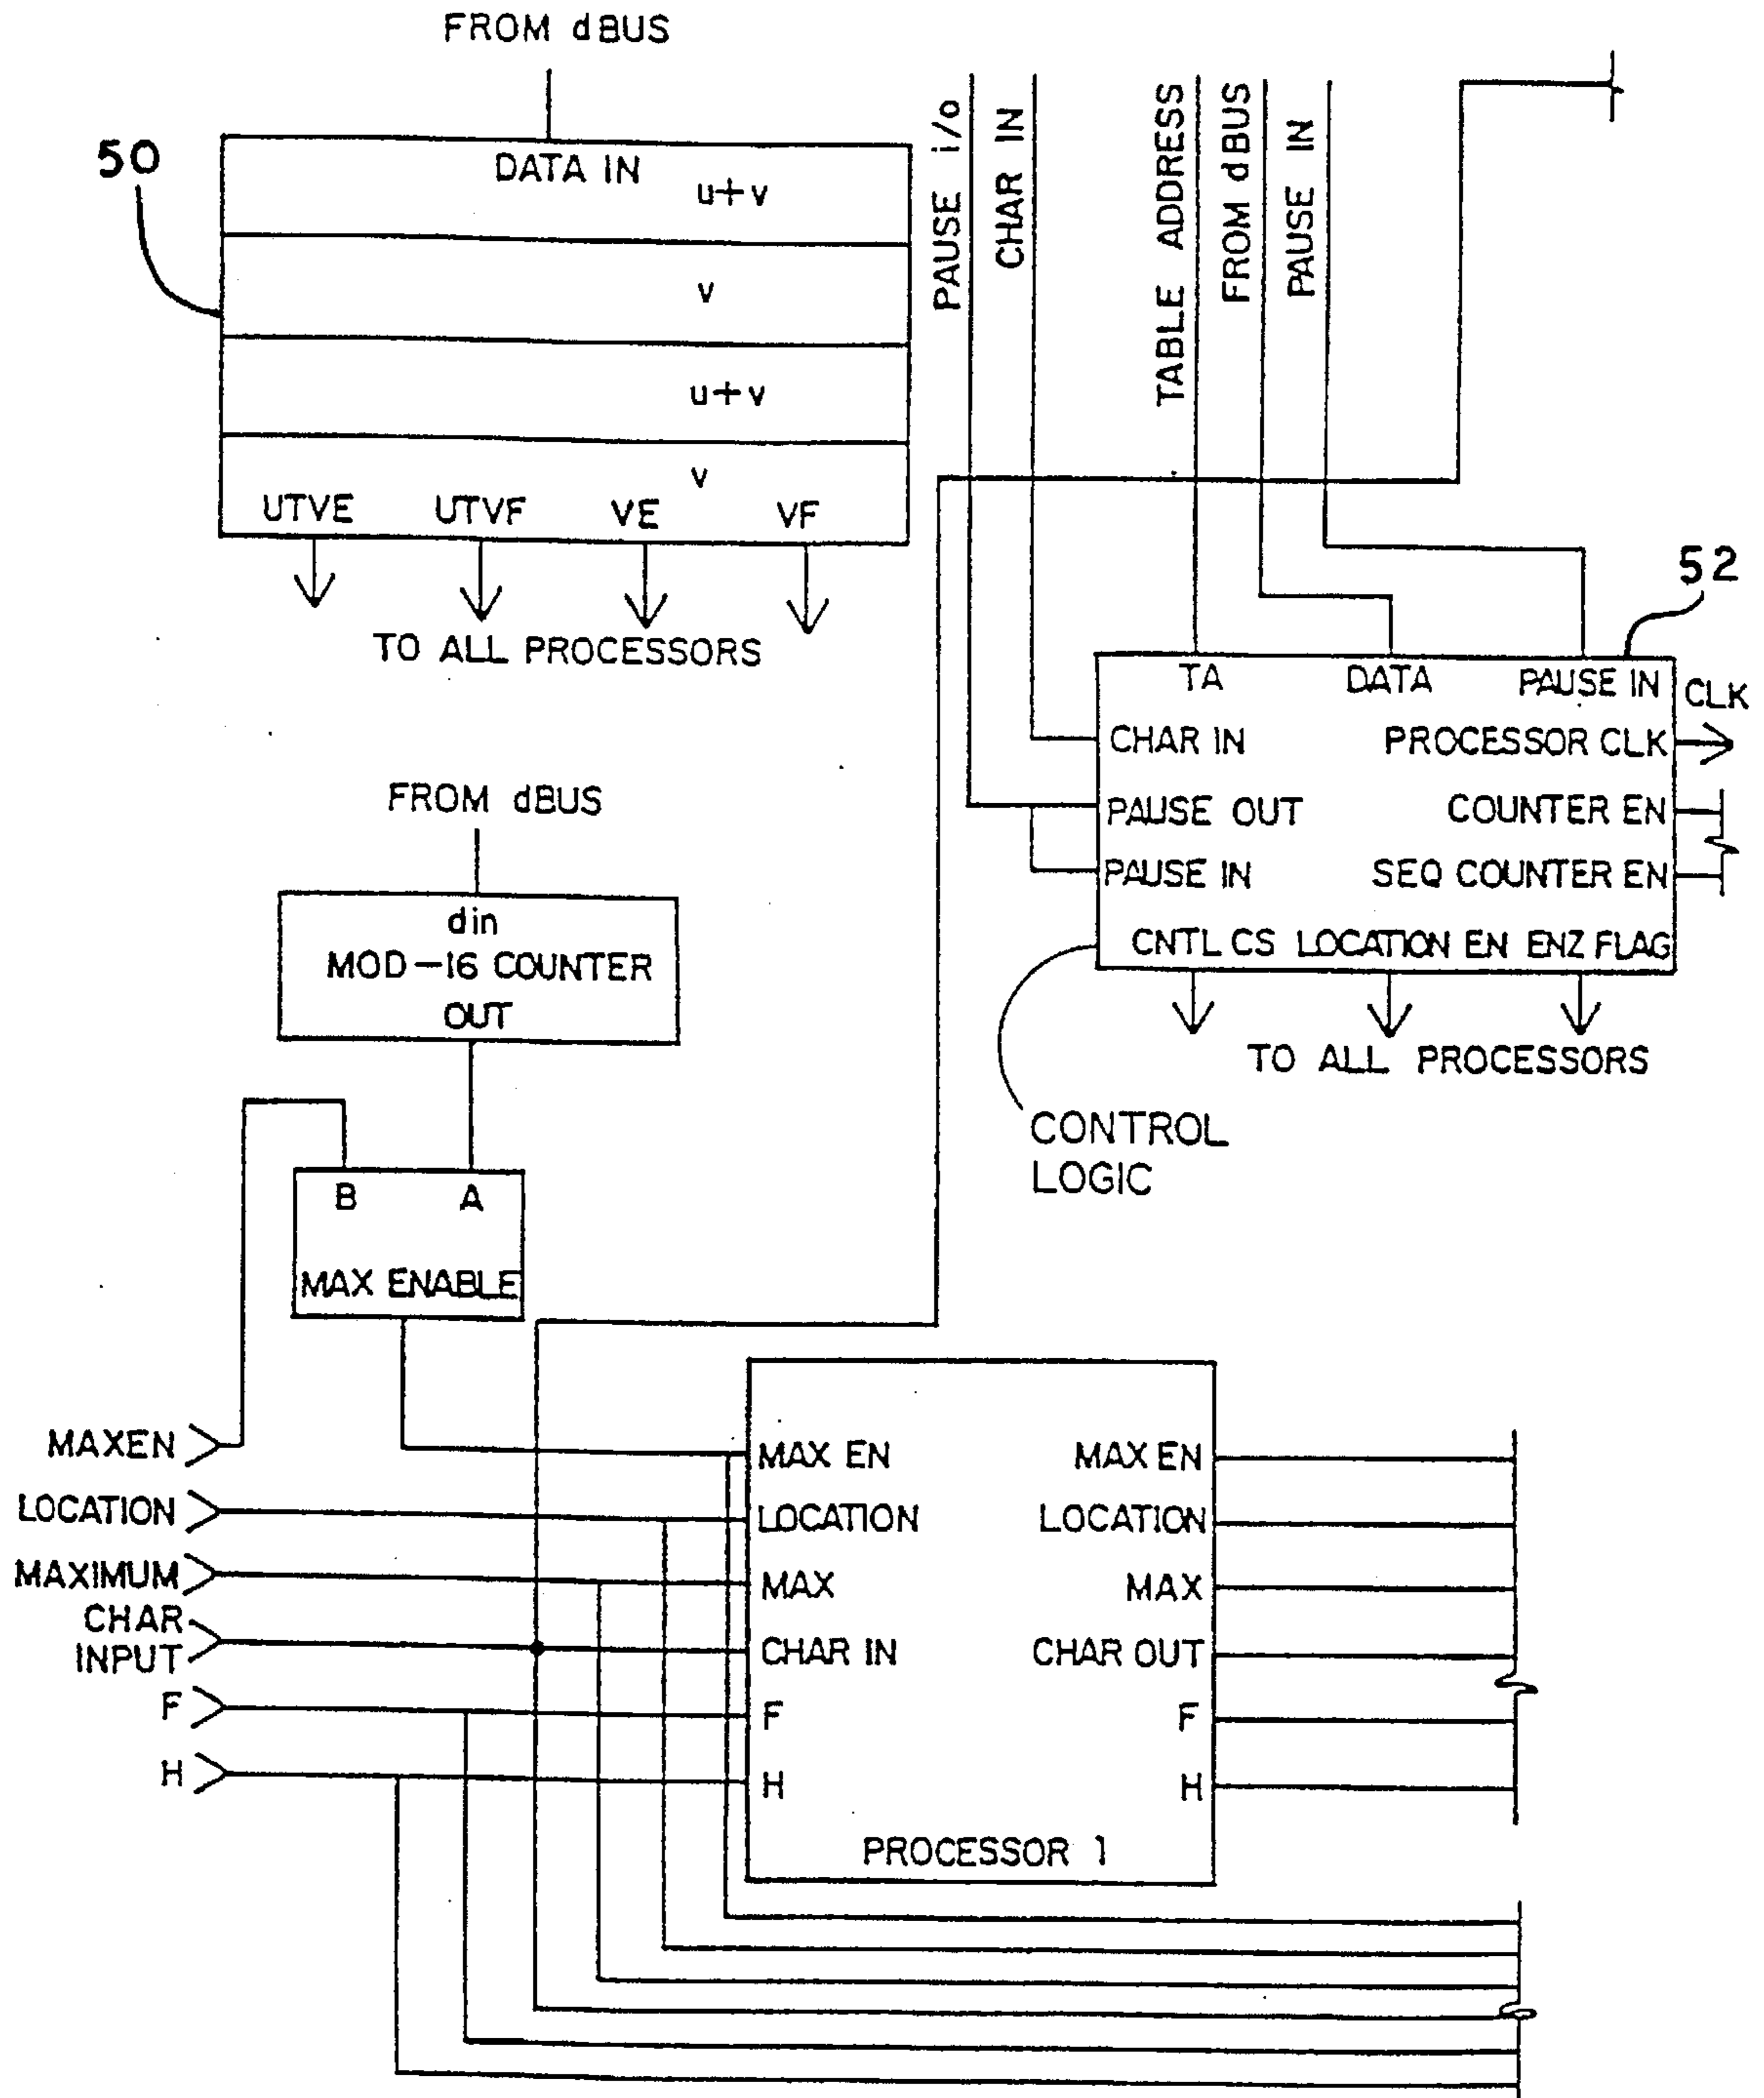 FROM dBUS
50
DATA IN
u+v
v
u+v
v
UTVE UTVF VE VF
TO ALL PROCESSORS
PAUSE i/o
CHAR IN
TABLE ADDRESS
FROM dBUS
PAUSE IN
52
TA DATA PAUSE IN
CLK
CHAR IN PROCESSOR CLK
PAUSE OUT COUNTER EN
PAUSE IN SEQ COUNTER EN
CNTL CS LOCATION EN ENZ FLAG
TO ALL PROCESSORS
CONTROL
LOGIC
FROM dBUS
din
MOD-16 COUNTER
OUT
B A
MAX ENABLE
MAXEN
LOCATION
MAXIMUM
CHAR
INPUT
F
H
MAX EN MAX EN
LOCATION LOCATION
MAX MAX
CHAR IN CHAR OUT
F F
H H
PROCESSOR 1